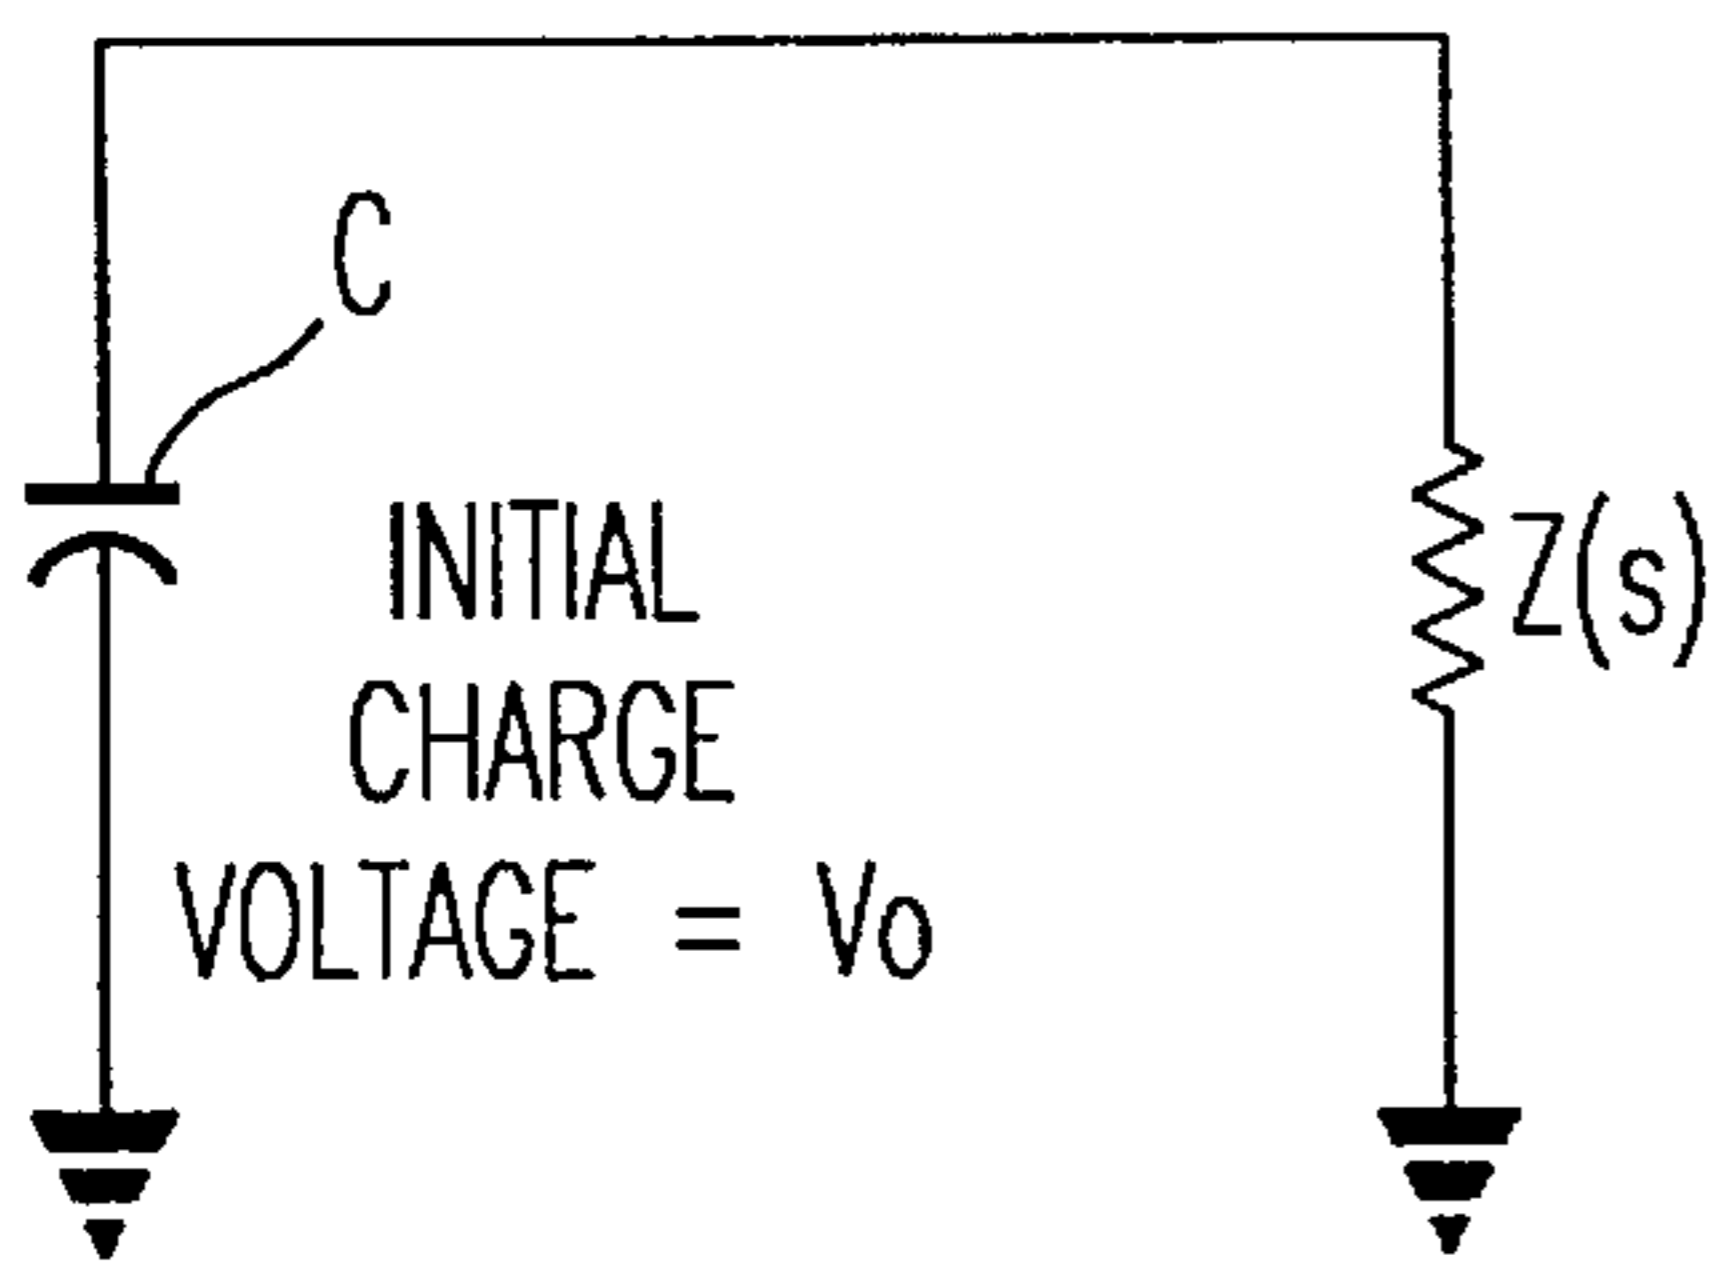 C
INITIAL
CHARGE
VOLTAGE = Vo
Z(s)